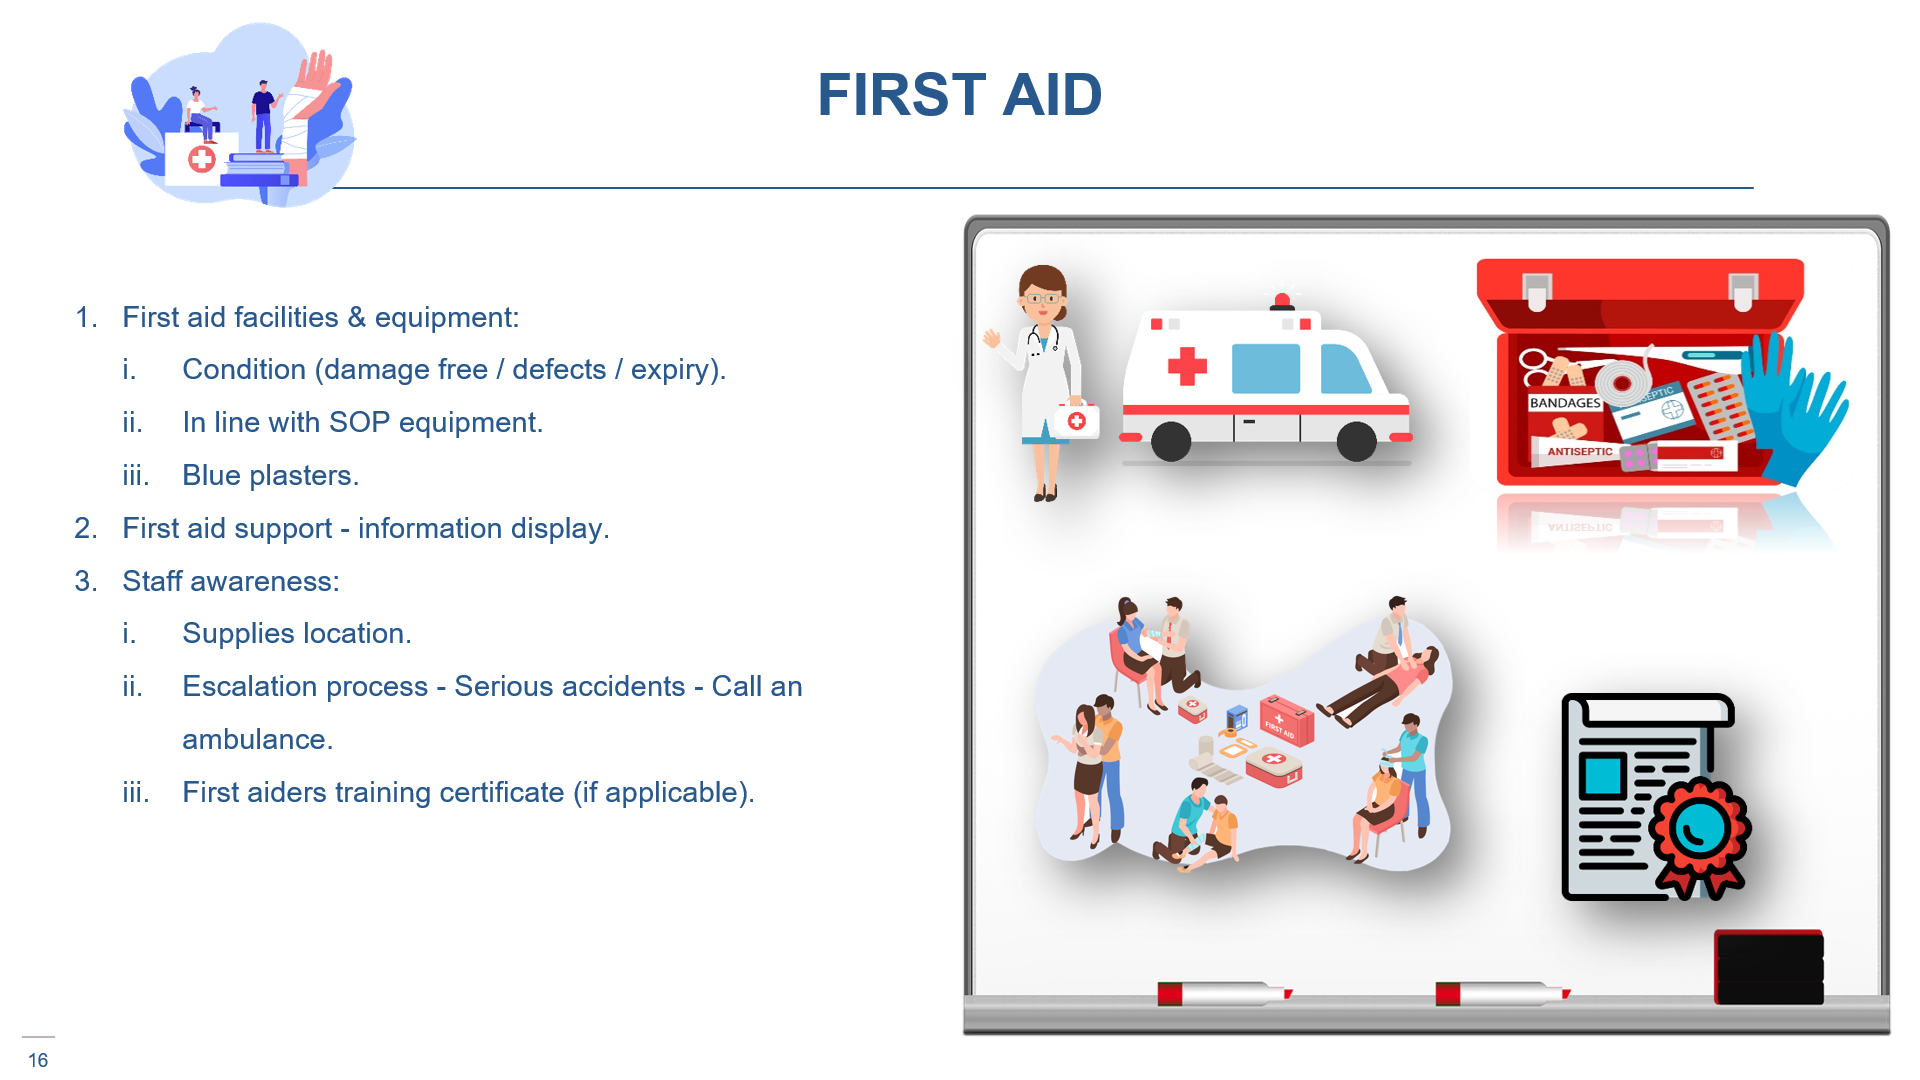 FIRST AID
1. First aid facilities & equipment:
i. Condition (damage free / defects / expiry).
ii. In line with SOP equipment.
iii. Blue plasters.
2. First aid support - information display.
3. Staff awareness:
i. Supplies location.
ii. Escalation process - Serious accidents - Call an
ambulance.
iii. First aiders training certificate (if applicable).
BANDAGES
ANTISEPTIC
FIRST AID
16